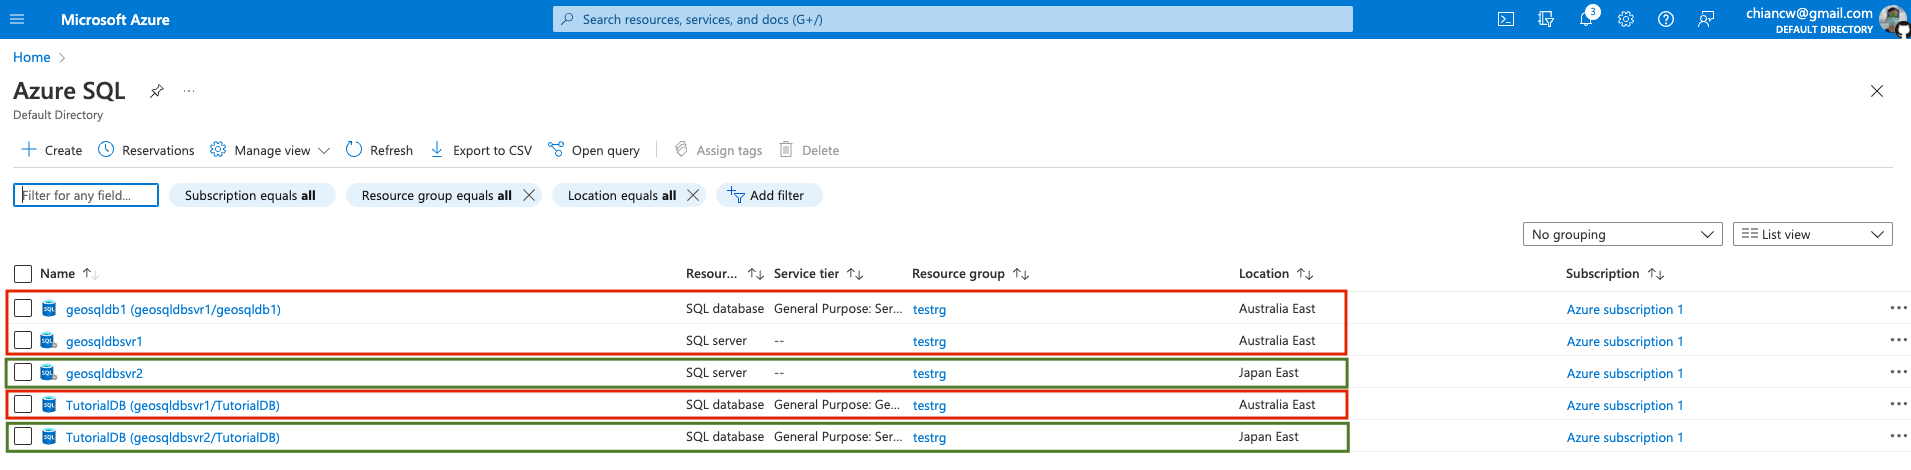 Microsoft Azure
Search resources, services, and docs (G+/)
3
chiancw@gmail.com
DEFAULT DIRECTORY
Home
Azure SQL
Default Directory
Create
Reservations
Manage view
Refresh
Export to CSV
Open query
Assign tags
Delete
Filter for any field...
Subscription equals all
Resource group equals all
Location equals all
Add filter
No grouping
List view
Name Resour... Service tier Resource group Location Subscription
SQL geosqldb1 (geosqldbsvr1/geosqldb1) SQL database General Purpose: Ser... testrg Australia East Azure subscription 1
SQL geosqldbsvr1 SQL server -- testrg Australia East Azure subscription 1
SQL geosqldbsvr2 SQL server -- testrg Japan East Azure subscription 1
SQL TutorialDB (geosqldbsvr1/TutorialDB) SQL database General Purpose: Ge... testrg Australia East Azure subscription 1
SQL TutorialDB (geosqldbsvr2/TutorialDB) SQL database General Purpose: Ser... testrg Japan East Azure subscription 1